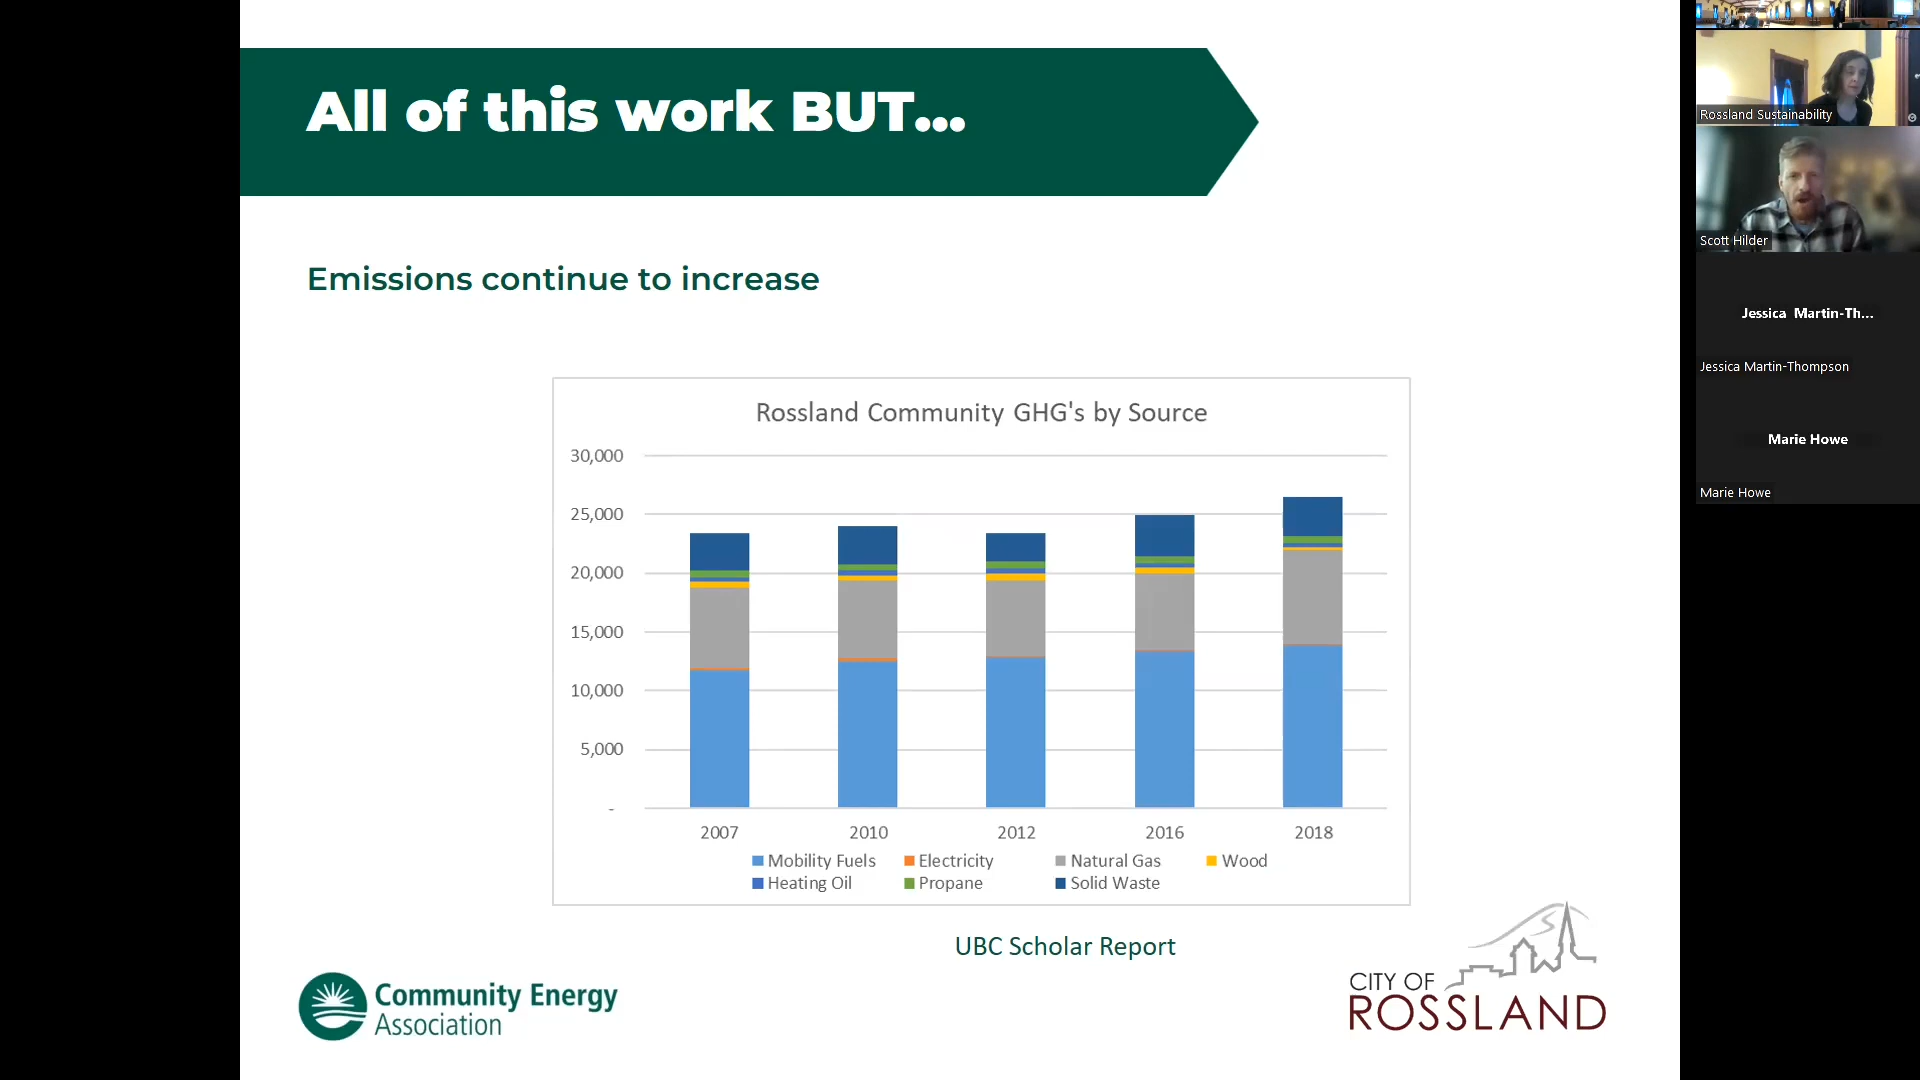 All of this work BUT...
Emissions continue to increase
Rossland Community GHG's by Source
30,000
25,000
20,000
15,000
10,000
5,000
-
2007 2010 2012 2016 2018
Mobility Fuels Electricity Natural Gas Wood
Heating Oil Propane Solid Waste
UBC Scholar Report
Community Energy
Association
CITY OF
ROSSLAND
Rossland Sustainability
Scott Hilder
Jessica Martin-Th...
Jessica Martin-Thompson
Marie Howe
Marie Howe